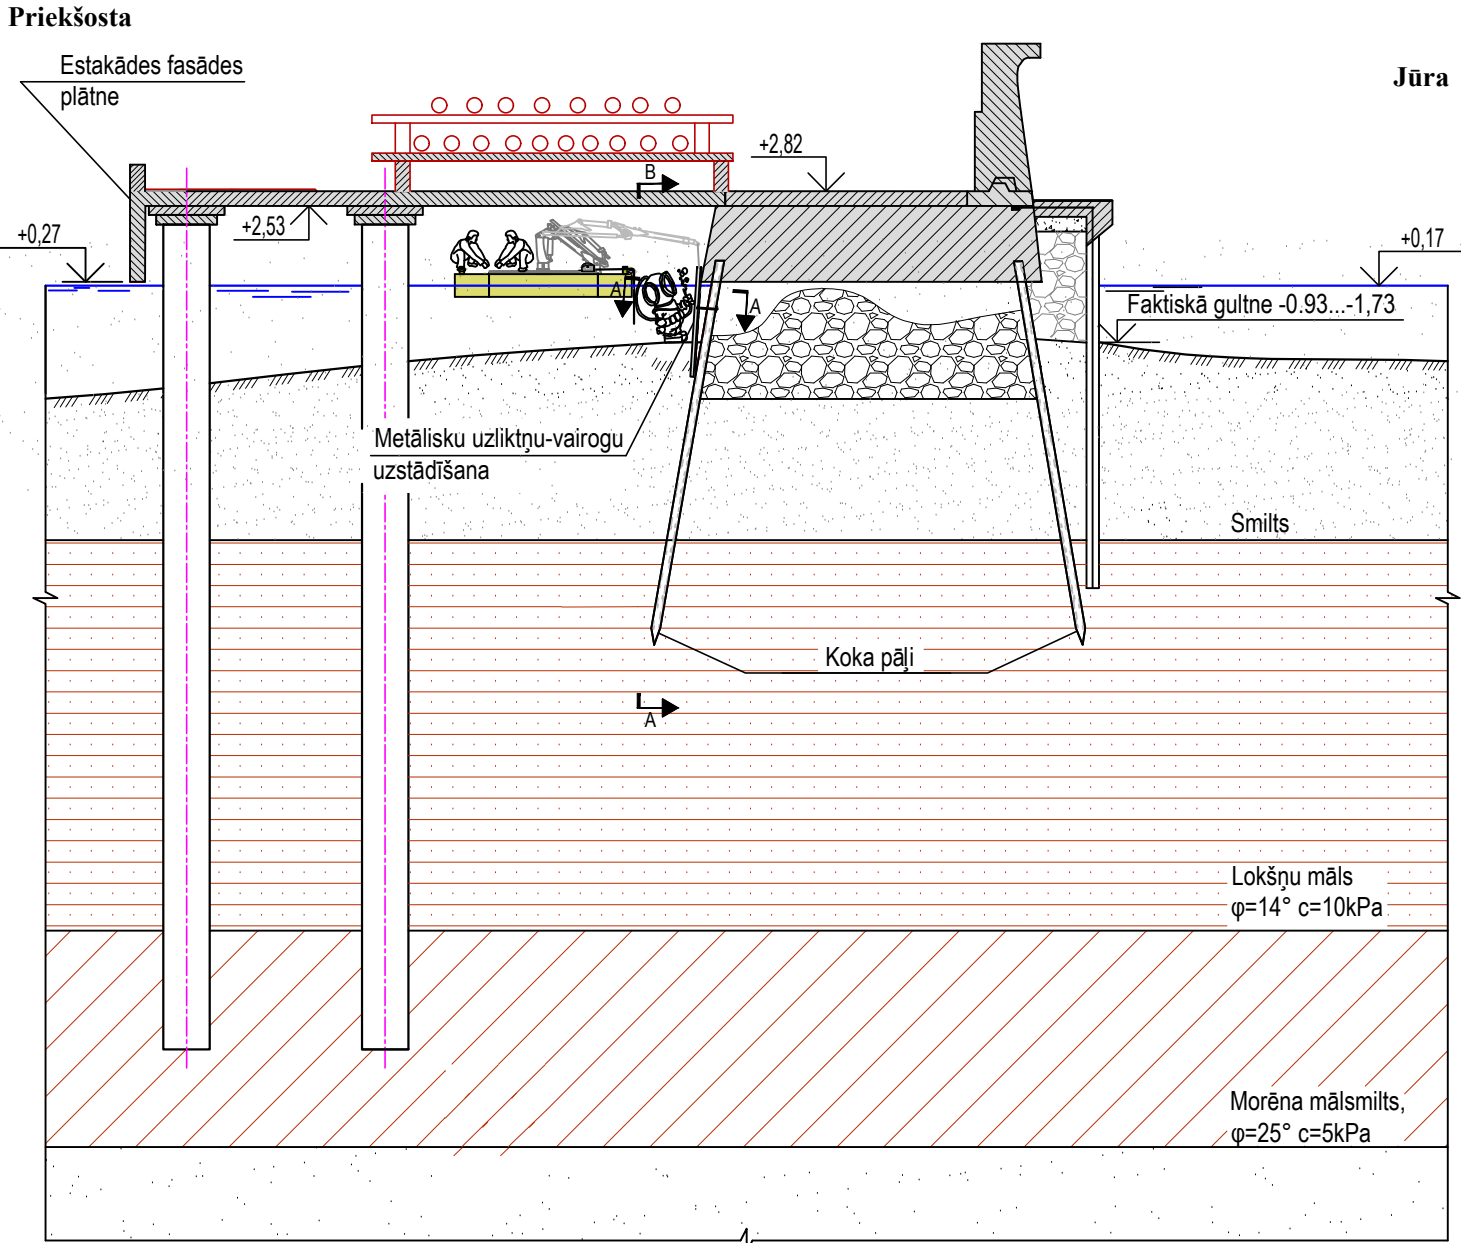 Priekšosta
Estakādes fasādes
plātne
Jūra
+2,82
B
+2,53
+0,27
+0,17
A
A
Faktiskā gultne -0.93...-1,73
Metālisku uzliktņu-vairogu
uzstādīšana
Smilts
Koka pāļi
A
Lokšņu māls
φ=14° c=10kPa
Morēna mālsmilts,
φ=25° c=5kPa